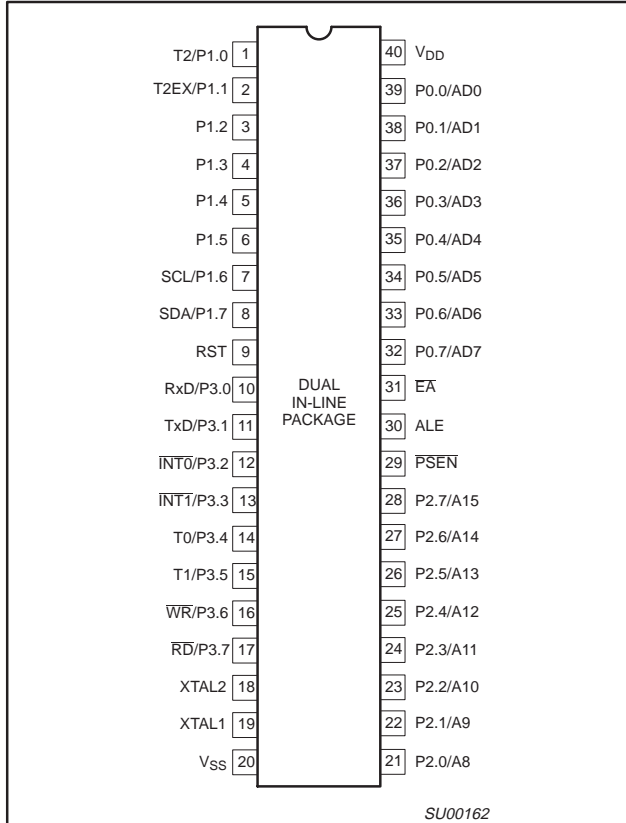 T2/P1.0 1 40 VDD
T2EX/P1.1 2 39 P0.0/AD0
P1.2 3 38 P0.1/AD1
P1.3 4 37 P0.2/AD2
P1.4 5 36 P0.3/AD3
P1.5 6 35 P0.4/AD4
SCL/P1.6 7 34 P0.5/AD5
SDA/P1.7 8 33 P0.6/AD6
RST 9 32 P0.7/AD7
RxD/P3.0 10 31 E̅A̅
TxD/P3.1 11 30 ALE
I̅N̅T̅0̅/P3.2 12 29 P̅S̅E̅N̅
I̅N̅T̅1̅/P3.3 13 28 P2.7/A15
T0/P3.4 14 27 P2.6/A14
T1/P3.5 15 26 P2.5/A13
W̅R̅/P3.6 16 25 P2.4/A12
R̅D̅/P3.7 17 24 P2.3/A11
XTAL2 18 23 P2.2/A10
XTAL1 19 22 P2.1/A9
VSS 20 21 P2.0/A8
DUAL
IN-LINE
PACKAGE
SU00162